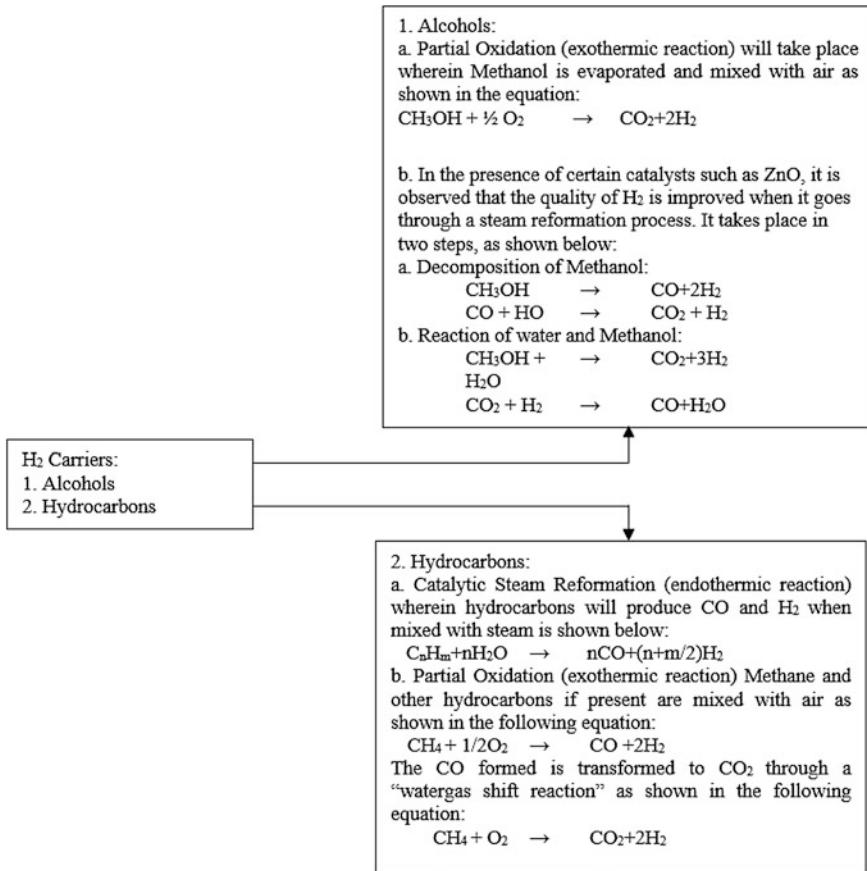 1. Alcohols:
a. Partial Oxidation (exothermic reaction) will take place
wherein Methanol is evaporated and mixed with air as
shown in the equation:
CH₃OH + ½ O₂ → CO₂+2H₂
b. In the presence of certain catalysts such as ZnO, it is
observed that the quality of H₂ is improved when it goes
through a steam reformation process. It takes place in
two steps, as shown below:
a. Decomposition of Methanol:
CH₃OH → CO+2H₂
CO + HO → CO₂ + H₂
b. Reaction of water and Methanol:
CH₃OH + → CO₂+3H₂
H₂O
CO₂ + H₂ → CO+H₂O
H₂ Carriers:
1. Alcohols
2. Hydrocarbons
2. Hydrocarbons:
a. Catalytic Steam Reformation (endothermic reaction)
wherein hydrocarbons will produce CO and H₂ when
mixed with steam is shown below:
CₙHₘ+nH₂O → nCO+(n+m/2)H₂
b. Partial Oxidation (exothermic reaction) Methane and
other hydrocarbons if present are mixed with air as
shown in the following equation:
CH₄ + 1/2O₂ → CO +2H₂
The CO formed is transformed to CO₂ through a
“watergas shift reaction” as shown in the following
equation:
CH₄ + O₂ → CO₂+2H₂